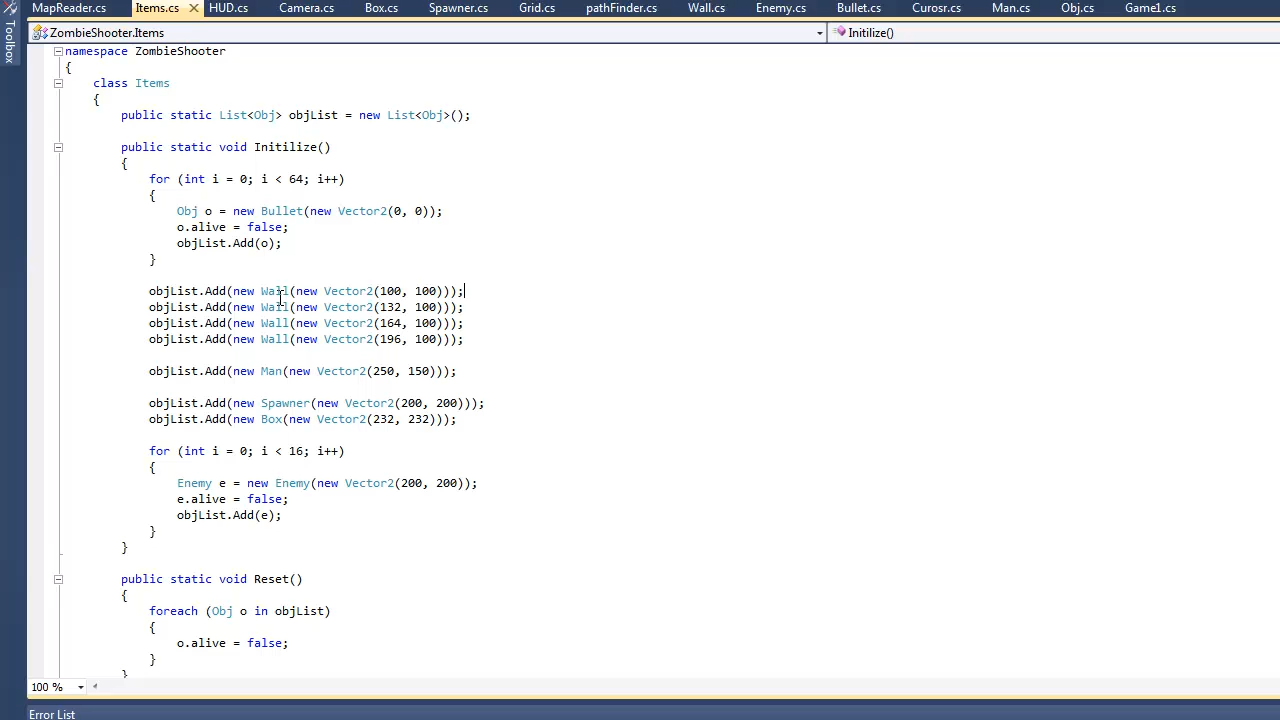 MapReader.cs Items.cs HUD.cs Camera.cs Box.cs Spawner.cs Grid.cs pathFinder.cs Wall.cs Enemy.cs Bullet.cs Curosr.cs Man.cs Obj.cs Game1.cs
Toolbox
ZombieShooter.Items Initilize()
namespace ZombieShooter
{
class Items
{
public static List<Obj> objList = new List<Obj>();
public static void Initilize()
{
for (int i = 0; i < 64; i++)
{
Obj o = new Bullet(new Vector2(0, 0));
o.alive = false;
objList.Add(o);
}
objList.Add(new Wall(new Vector2(100, 100)));
objList.Add(new Wall(new Vector2(132, 100)));
objList.Add(new Wall(new Vector2(164, 100)));
objList.Add(new Wall(new Vector2(196, 100)));
objList.Add(new Man(new Vector2(250, 150)));
objList.Add(new Spawner(new Vector2(200, 200)));
objList.Add(new Box(new Vector2(232, 232)));
for (int i = 0; i < 16; i++)
{
Enemy e = new Enemy(new Vector2(200, 200));
e.alive = false;
objList.Add(e);
}
}
public static void Reset()
{
foreach (Obj o in objList)
{
o.alive = false;
}
}
100 %
Error List